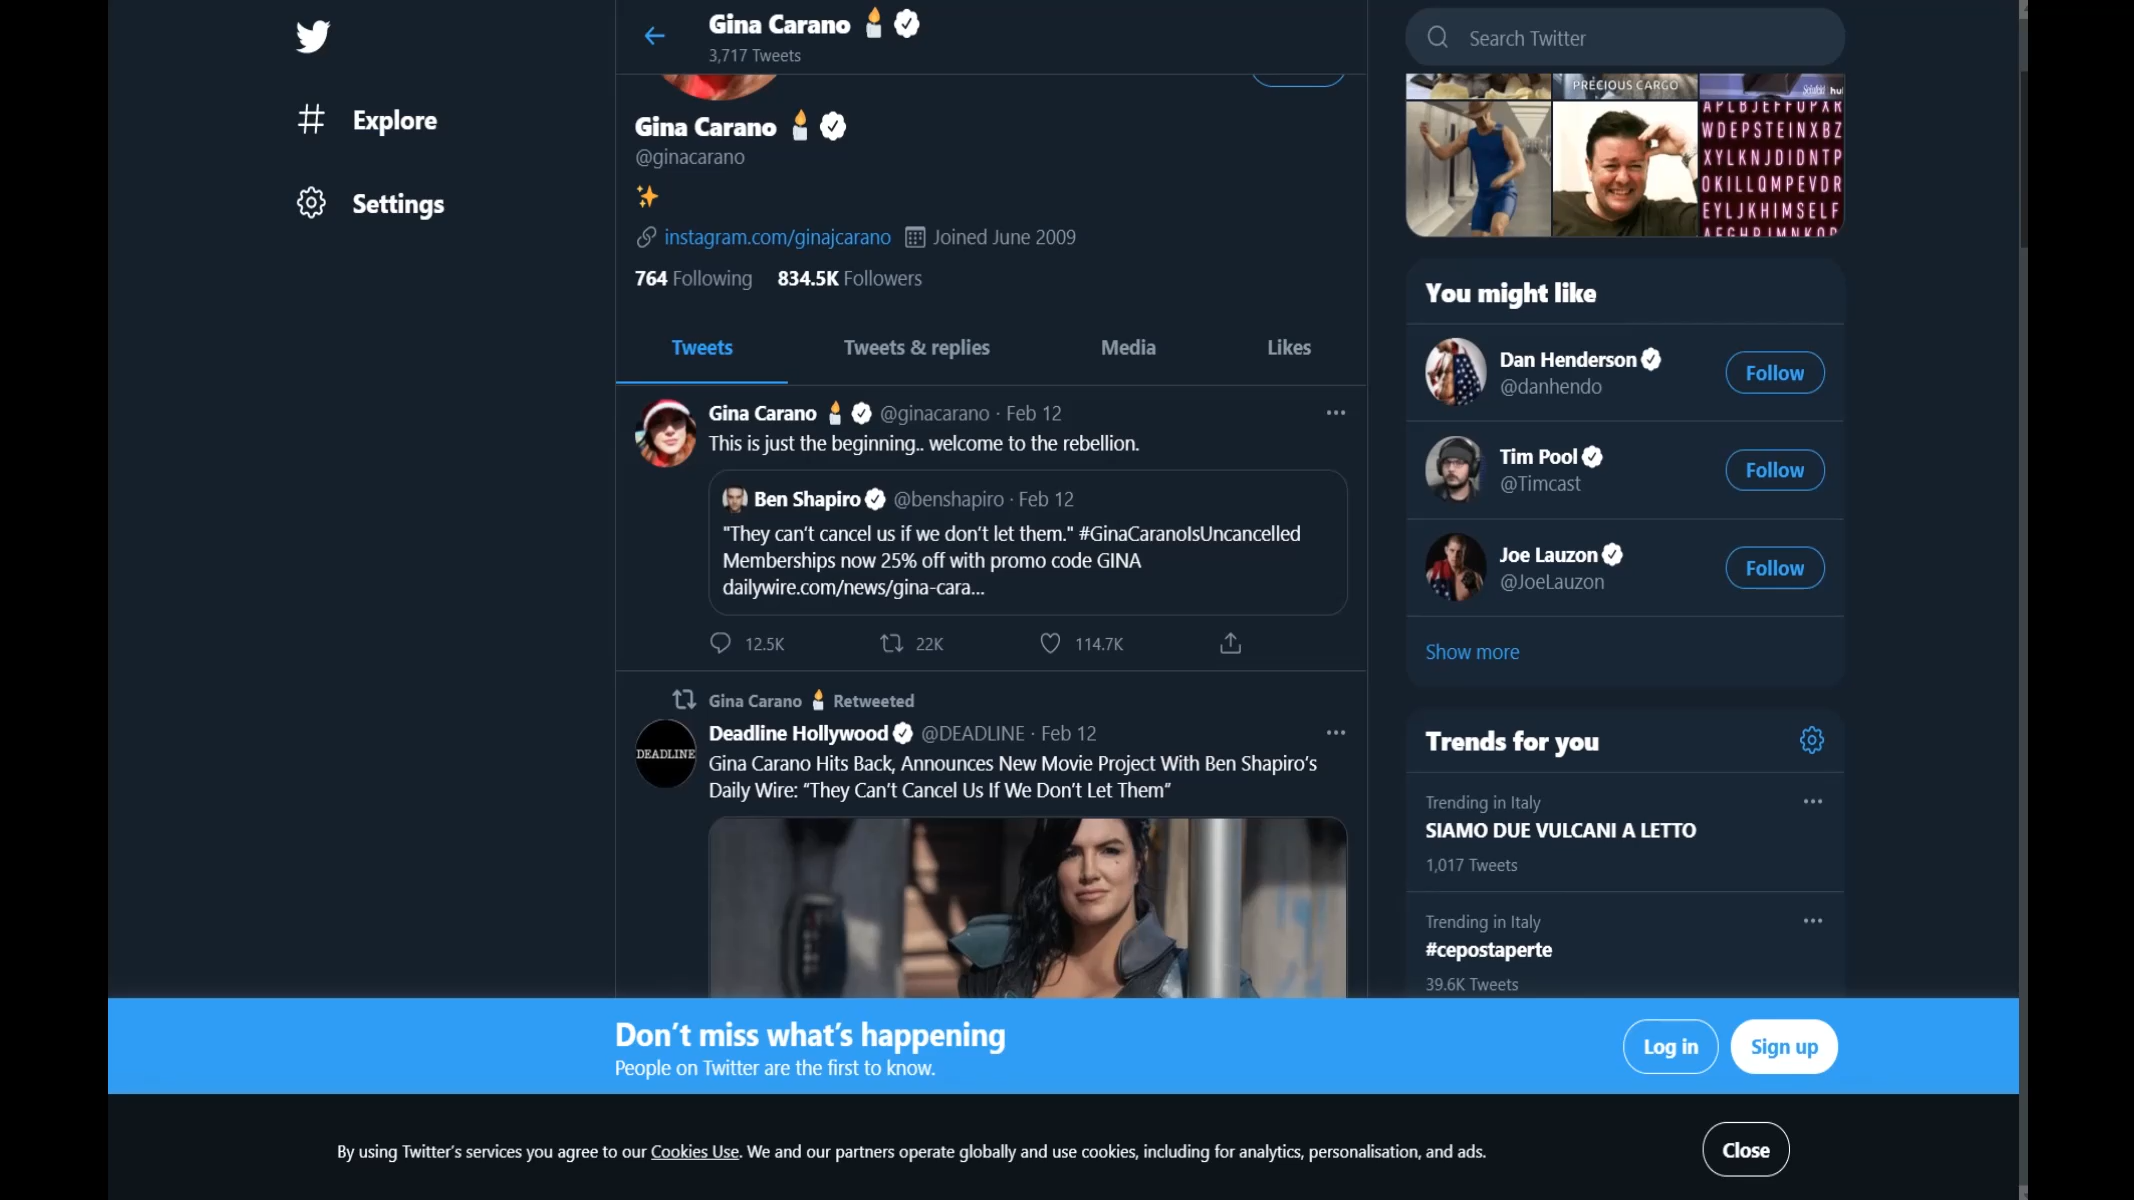 Gina Carano
3,717 Tweets
Explore
Settings
Gina Carano
@ginacarano
instagram.com/ginajcarano Joined June 2009
764 Following 834.5K Followers
Tweets Tweets & replies Media Likes
Gina Carano @ginacarano · Feb 12
This is just the beginning.. welcome to the rebellion.
Ben Shapiro @benshapiro · Feb 12
"They can't cancel us if we don't let them." #GinaCaranoIsUncancelled
Memberships now 25% off with promo code GINA
dailywire.com/news/gina-cara...
12.5K 22K 114.7K
Gina Carano Retweeted
DEADLINE
Deadline Hollywood @DEADLINE · Feb 12
Gina Carano Hits Back, Announces New Movie Project With Ben Shapiro's
Daily Wire: “They Can't Cancel Us If We Don't Let Them”
Search Twitter
PRECIOUS CARGO
APLBJEFFUPXR
WDEPSTEINXBZ
XYLKNJDIDNTP
OKILLQMPEVDR
EYLJKHIMSELF
You might like
Dan Henderson
@danhendo
Follow
Tim Pool
@Timcast
Follow
Joe Lauzon
@JoeLauzon
Follow
Show more
Trends for you
Trending in Italy
SIAMO DUE VULCANI A LETTO
1,017 Tweets
Trending in Italy
#cepostaperte
39.6K Tweets
Don't miss what's happening
People on Twitter are the first to know.
Log in Sign up
By using Twitter's services you agree to our Cookies Use. We and our partners operate globally and use cookies, including for analytics, personalisation, and ads.
Close